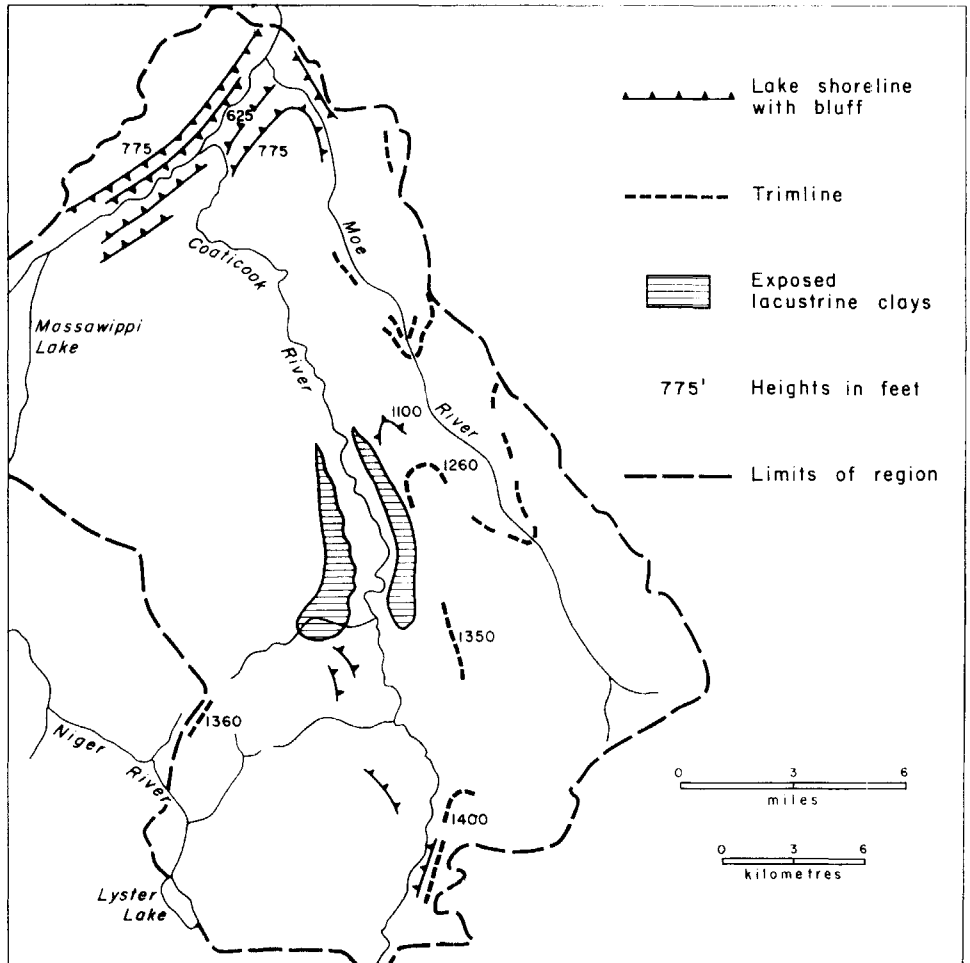 Lake shoreline
with bluff
Trimline
Exposed
lacustrine clays
775' Heights in feet
Limits of region
0 3 6
miles
0 3 6
kilometres
775
625
775
Moe
River
Coaticook
River
Massawippi
Lake
1100
1260
1350
1360
Niger
River
1400
Lyster
Lake